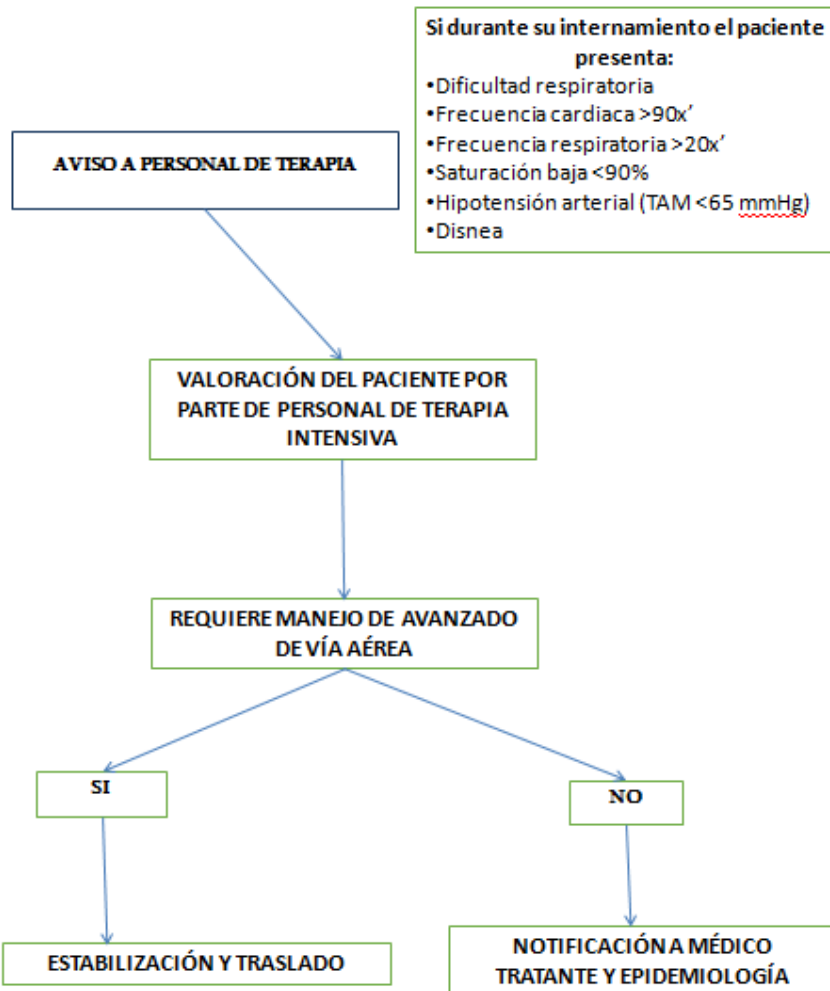 Si durante su internamiento el paciente
presenta:
•Dificultad respiratoria
•Frecuencia cardiaca >90x’
•Frecuencia respiratoria >20x’
•Saturación baja <90%
•Hipotensión arterial (TAM <65 mmHg)
•Disnea
AVISO A PERSONAL DE TERAPIA
VALORACIÓN DEL PACIENTE POR
PARTE DE PERSONAL DE TERAPIA
INTENSIVA
REQUIERE MANEJO DE AVANZADO
DE VÍA AÉREA
SI
NO
ESTABILIZACIÓN Y TRASLADO
NOTIFICACIÓN A MÉDICO
TRATANTE Y EPIDEMIOLOGÍA